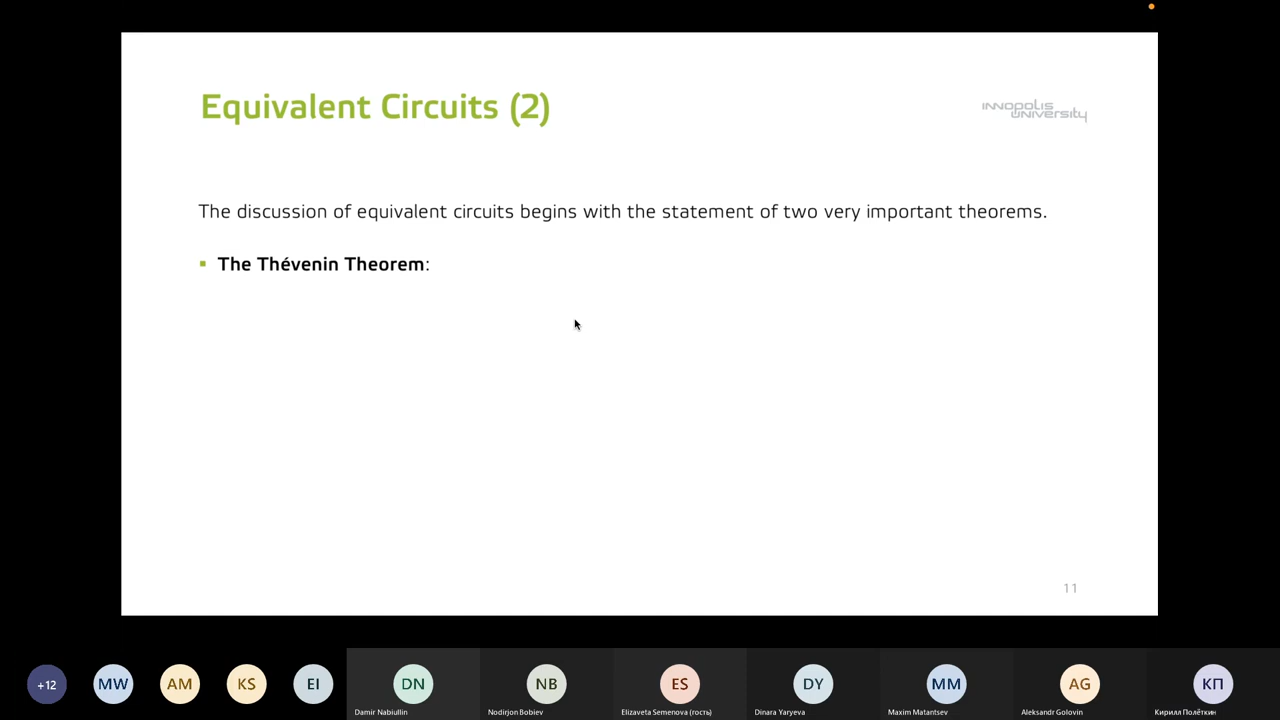 Equivalent Circuits (2)
INNOPOLIS
UNIVERSITY
The discussion of equivalent circuits begins with the statement of two very important theorems.
▪ The Thévenin Theorem:
11
+12
MW
AM
KS
EI
DN
NB
ES
DY
MM
AG
КП
Damir Nabiullin
Nodirjon Bobiev
Elizaveta Semenova (гость)
Dinara Yaryeva
Maxim Matantsev
Aleksandr Golovin
Кирилл Полёткин